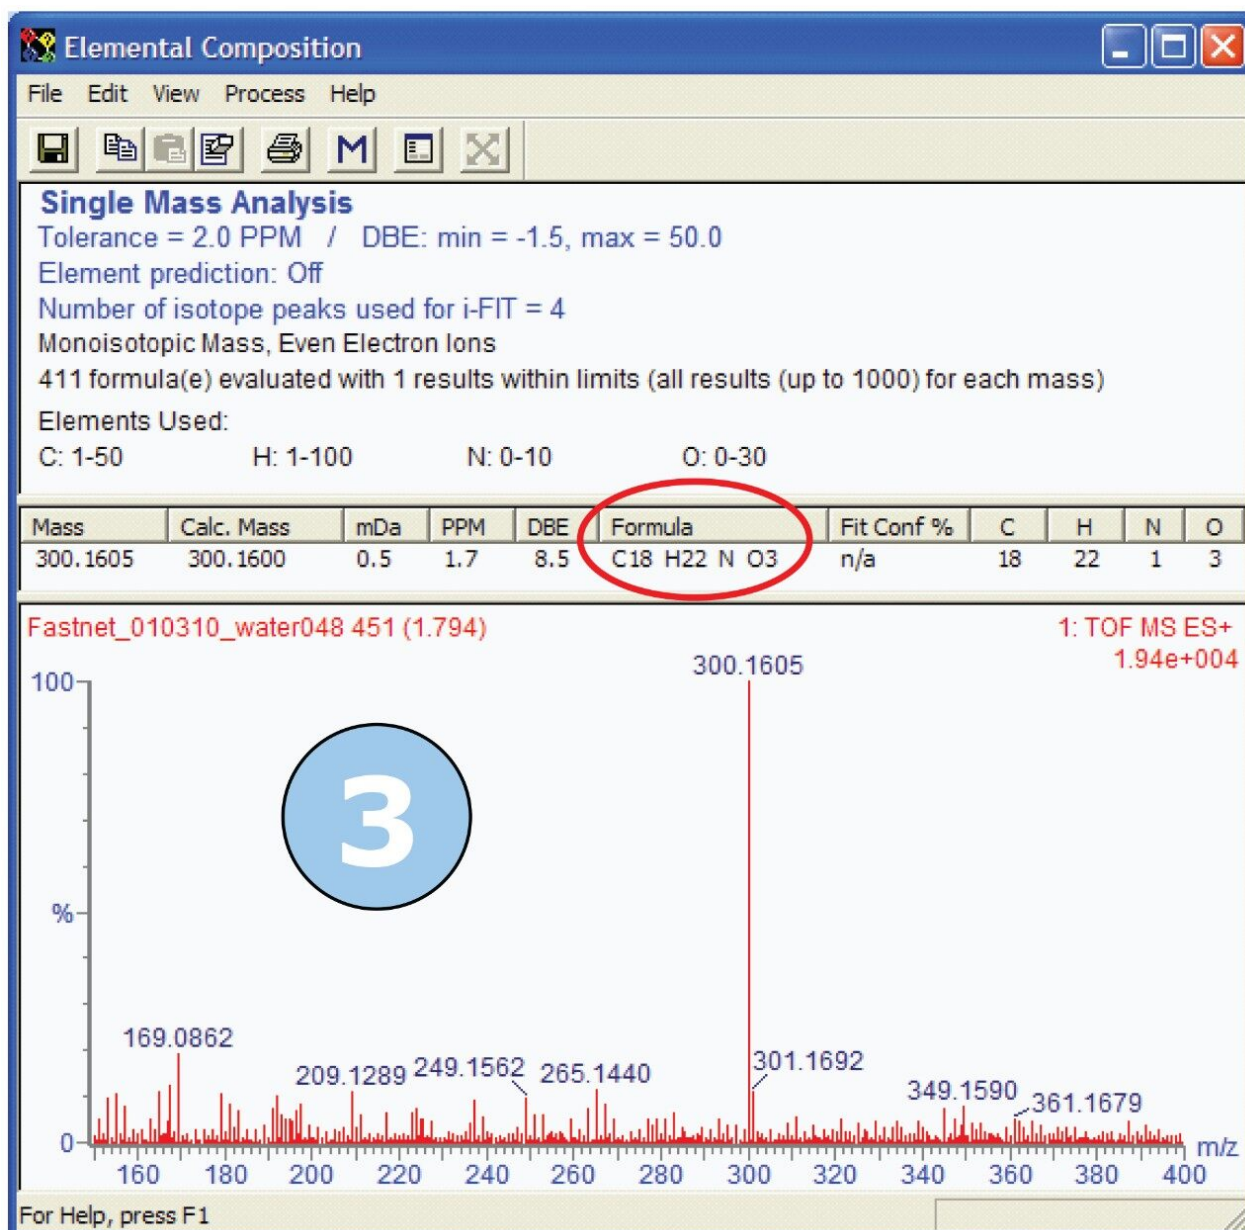 Elemental Composition
File Edit View Process Help
M
Single Mass Analysis
Tolerance = 2.0 PPM / DBE: min = -1.5, max = 50.0
Element prediction: Off
Number of isotope peaks used for i-FIT = 4
Monoisotopic Mass, Even Electron Ions
411 formula(e) evaluated with 1 results within limits (all results (up to 1000) for each mass)
Elements Used:
C: 1-50 H: 1-100 N: 0-10 O: 0-30
Mass Calc. Mass mDa PPM DBE Formula Fit Conf % C H N O
300.1605 300.1600 0.5 1.7 8.5 C18 H22 N O3 n/a 18 22 1 3
Fastnet_010310_water048 451 (1.794) 1: TOF MS ES+
1.94e+004
300.1605
100
3
%
169.0862
209.1289 249.1562 265.1440 301.1692 349.1590 361.1679
0
m/z
160 180 200 220 240 260 280 300 320 340 360 380 400
For Help, press F1